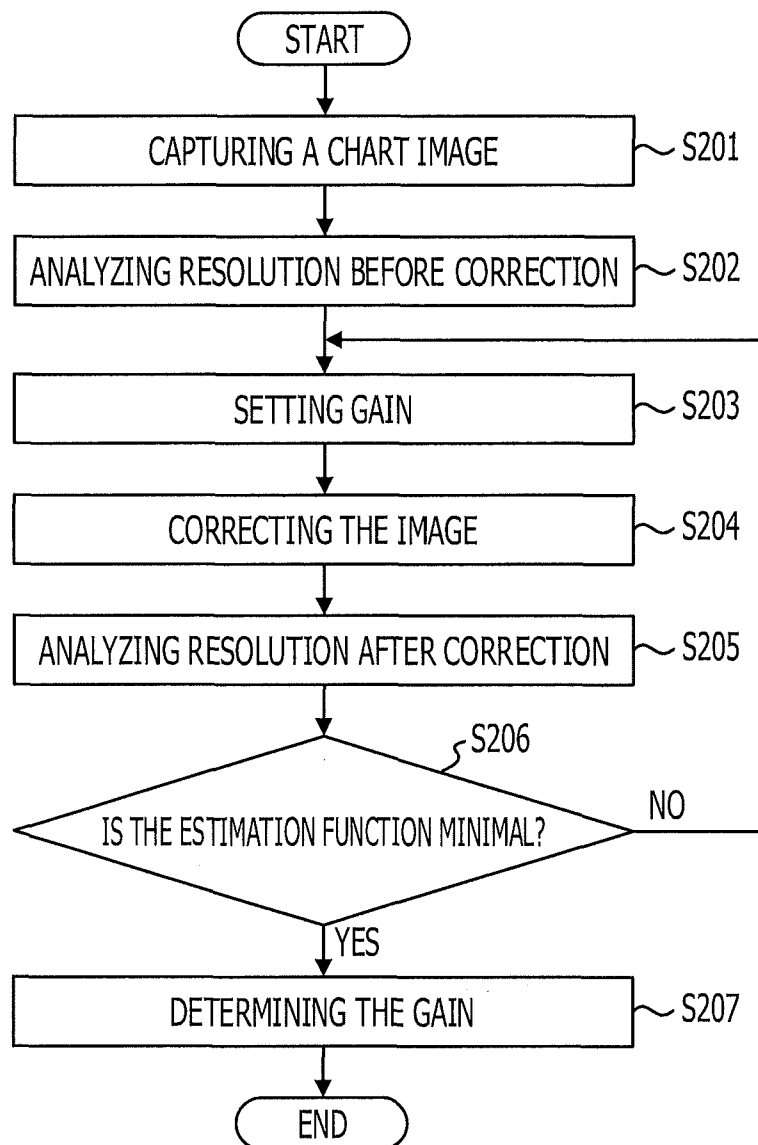 START
CAPTURING A CHART IMAGE
S201
ANALYZING RESOLUTION BEFORE CORRECTION
S202
SETTING GAIN
S203
CORRECTING THE IMAGE
S204
ANALYZING RESOLUTION AFTER CORRECTION
S205
S206
IS THE ESTIMATION FUNCTION MINIMAL?
NO
YES
DETERMINING THE GAIN
S207
END